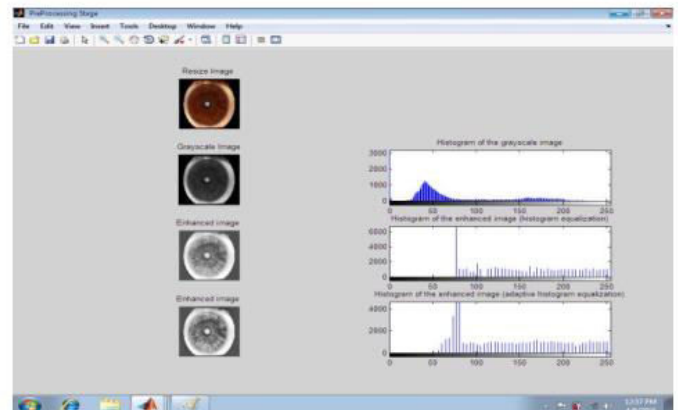 PreProcessing Stage
File Edit View Insert Tools Desktop Window Help
Resize Image
Grayscale Image
Enhanced image
Enhanced image
Histogram of the grayscale image
3000
2000
1000
0
0 50 100 150 200 250
Histogram of the enhanced image (histogram equalization)
6000
4000
2000
0
0 50 100 150 200 250
Histogram of the enhanced image (adaptive histogram equalization)
4000
2000
0
0 50 100 150 200 250
12:07 PM